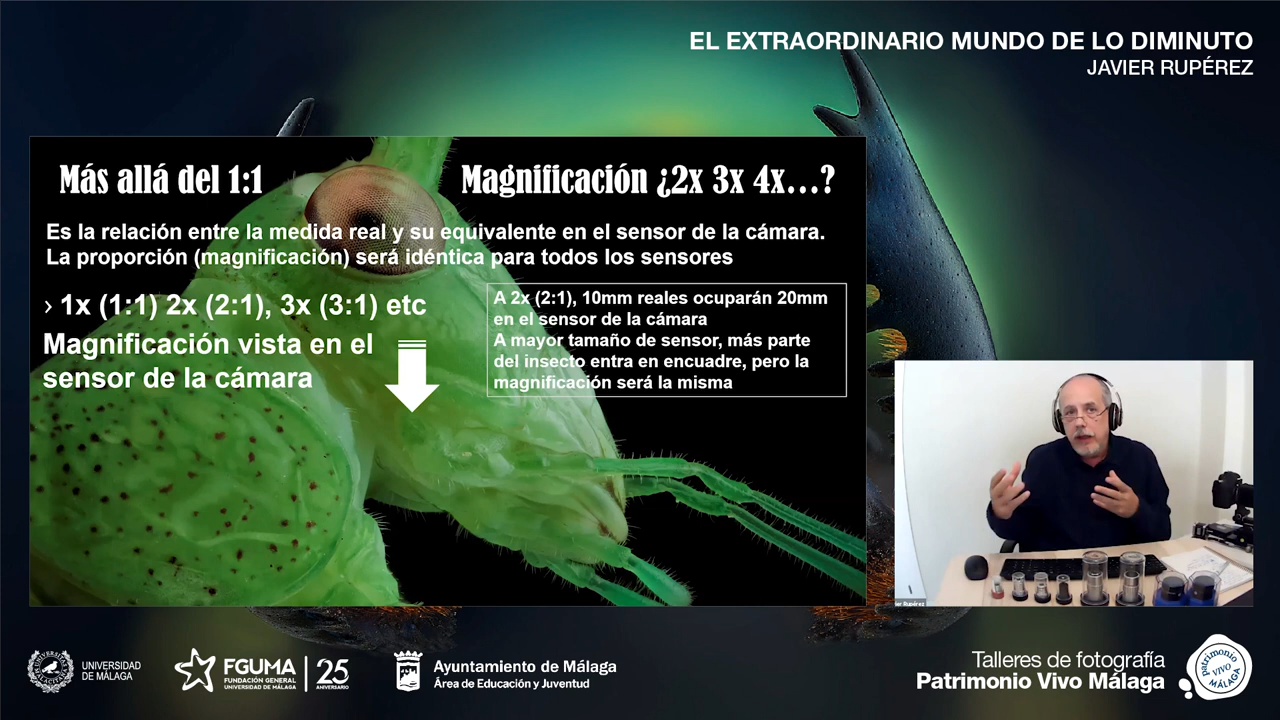 EL EXTRAORDINARIO MUNDO DE LO DIMINUTO
JAVIER RUPÉREZ
Más allá del 1:1
Magnificación ¿2x 3x 4x...?
Es la relación entre la medida real y su equivalente en el sensor de la cámara.
La proporción (magnificación) será idéntica para todos los sensores
› 1x (1:1) 2x (2:1), 3x (3:1) etc
Magnificación vista en el
sensor de la cámara
A 2x (2:1), 10mm reales ocuparán 20mm
en el sensor de la cámara
A mayor tamaño de sensor, más parte
del insecto entra en encuadre, pero la
magnificación será la misma
Rupérez
UNIVERSIDAD
DE MÁLAGA
FGUMA
FUNDACIÓN GENERAL
UNIVERSIDAD DE MÁLAGA
25
ANIVERSARIO
Ayuntamiento de Málaga
Área de Educación y Juventud
Talleres de fotografía
Patrimonio Vivo Málaga
patrimonio
VIVO
MÁLAGA